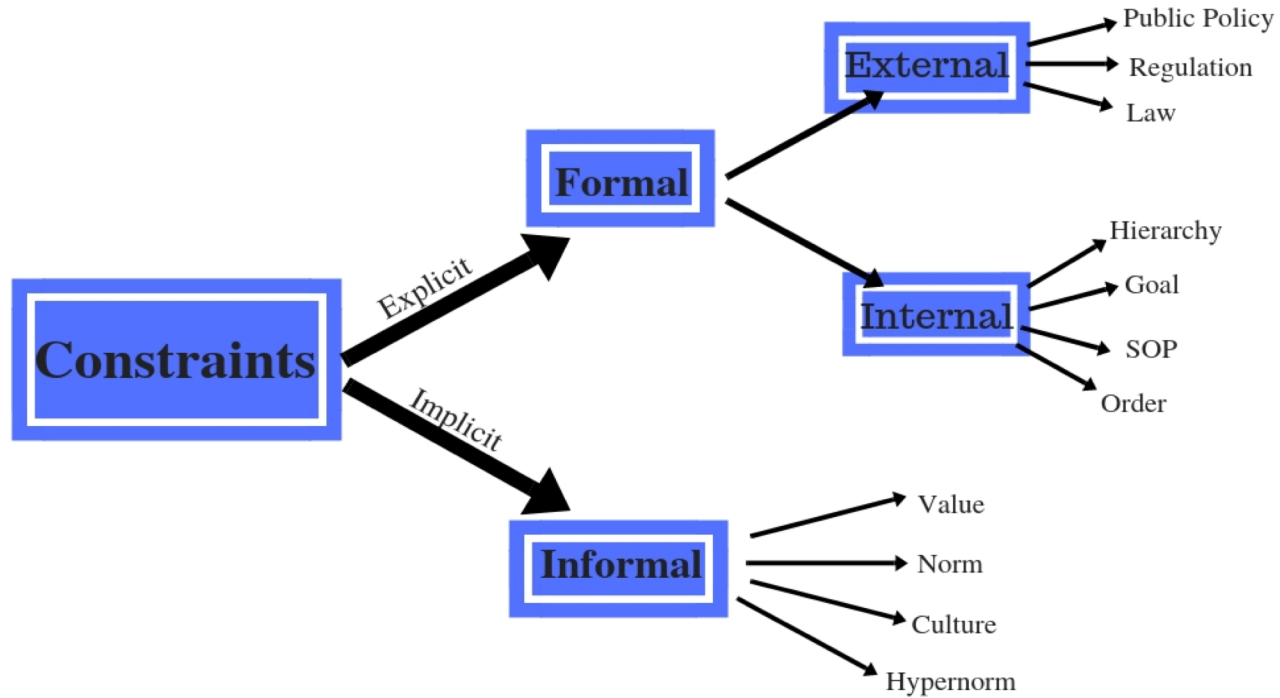 Constraints
Explicit
Implicit
Formal
Informal
External
Internal
Public Policy
Regulation
Law
Hierarchy
Goal
SOP
Order
Value
Norm
Culture
Hypernorm